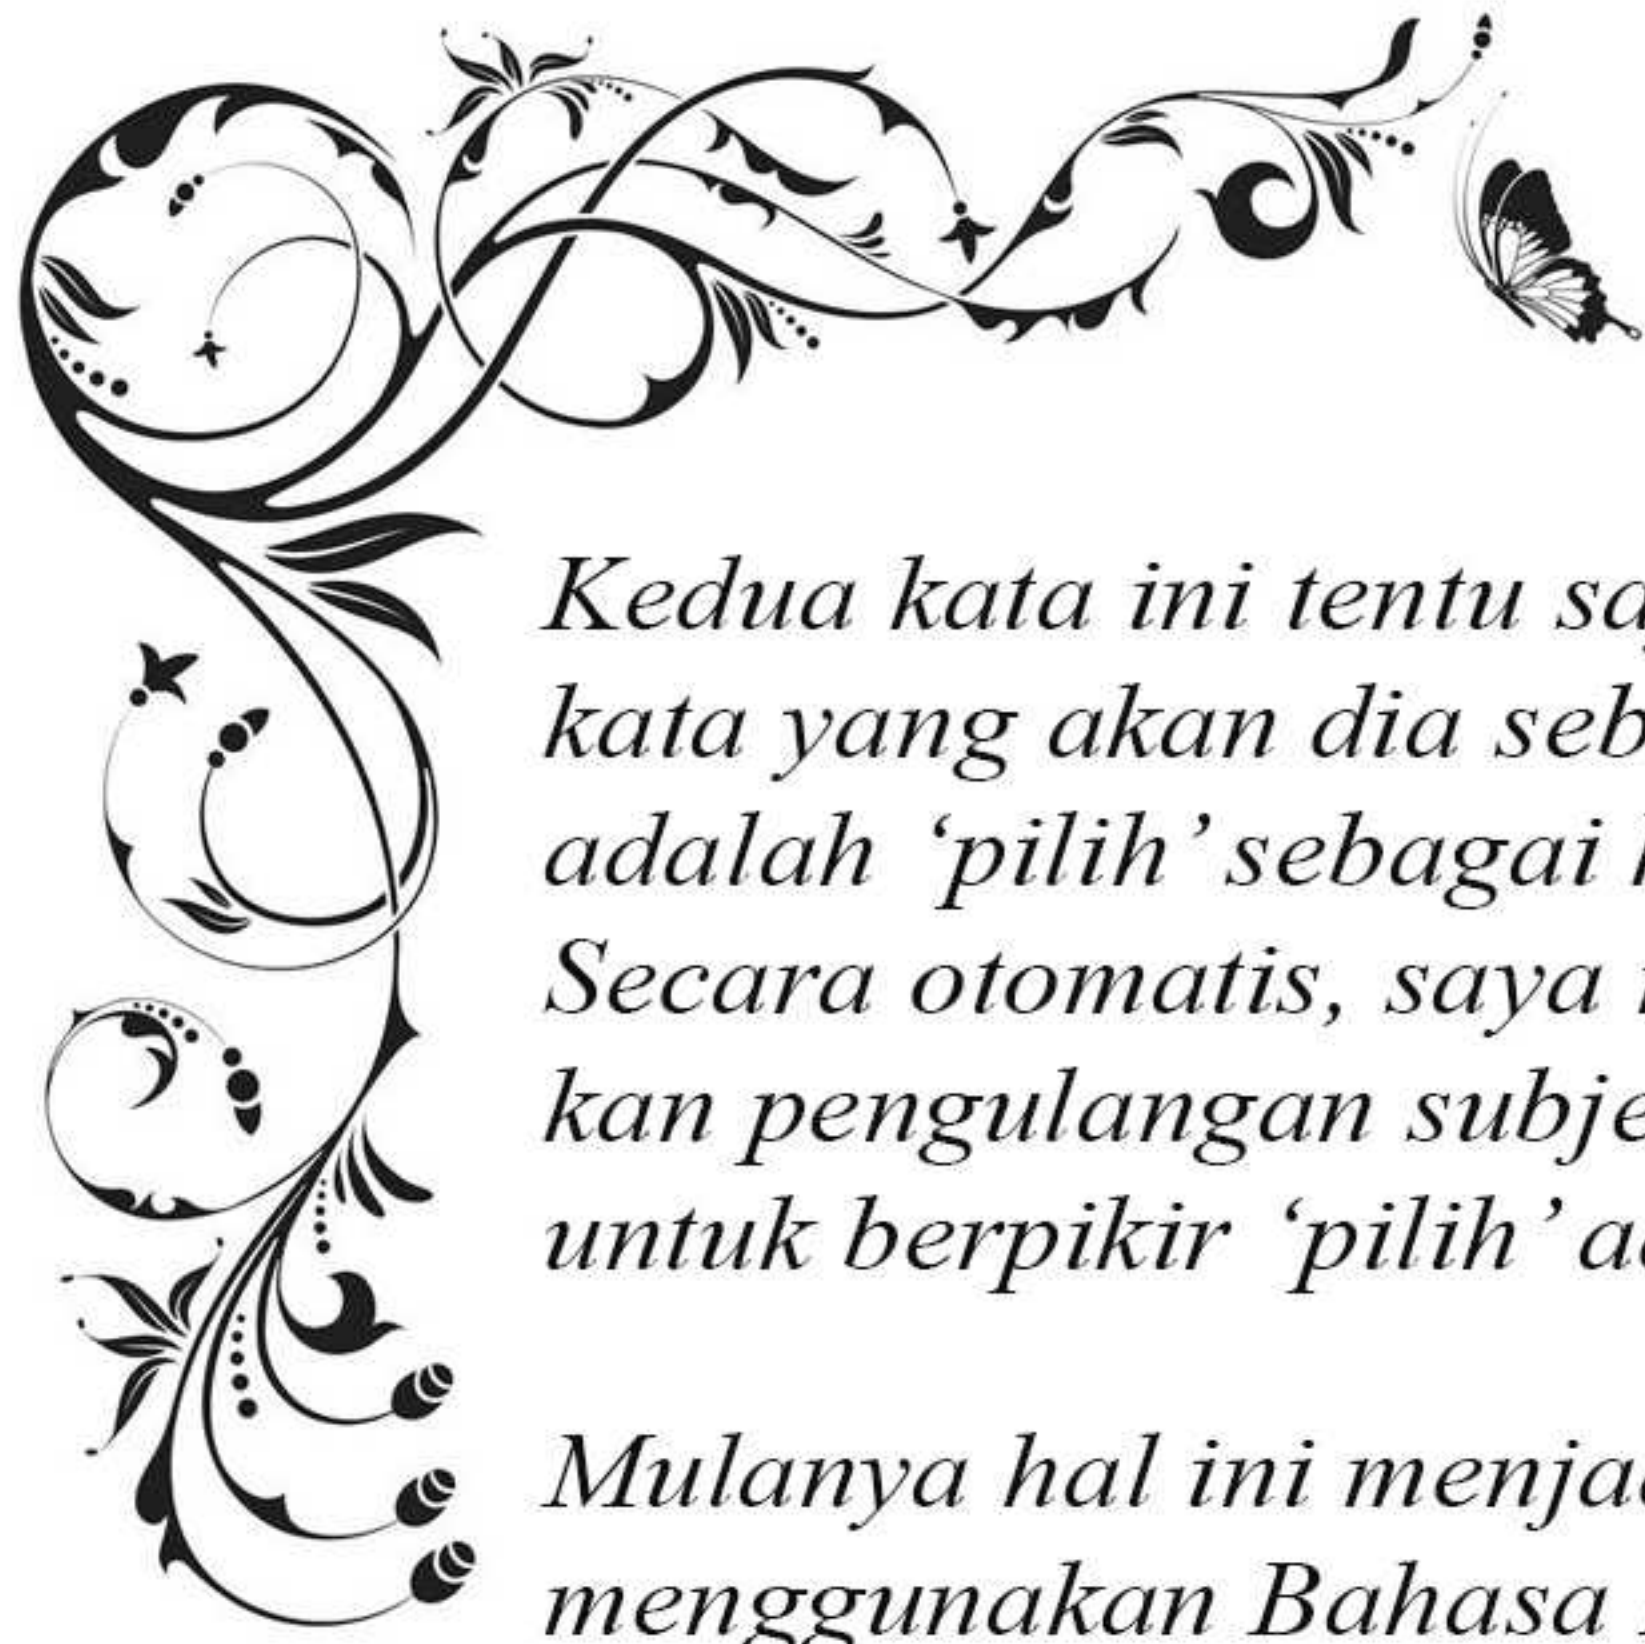 Kedua kata ini tentu
kata yang akan dia
adalah ‘pilih’ sebagai
Secara otomatis, saya
kan pengulangan
untuk berpikir ‘pilih’
Mulanya hal ini
menggunakan Bahasa